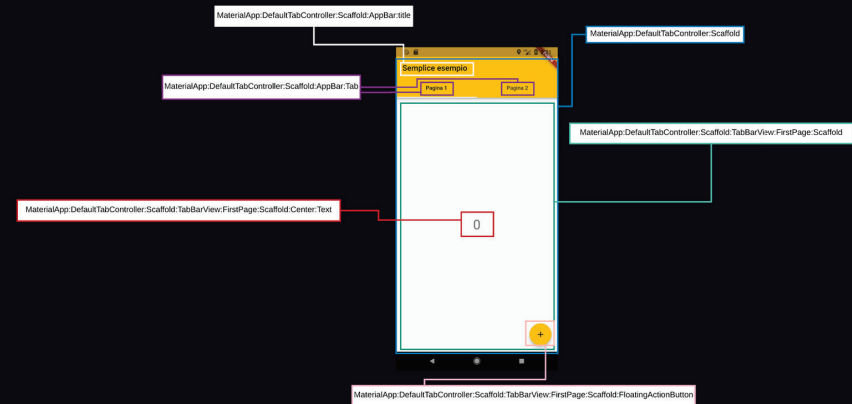 MaterialApp:DefaultTabController:Scaffold:AppBar:title
MaterialApp:DefaultTabController:Scaffold
Semplice esempio
MaterialApp:DefaultTabController:Scaffold:AppBar:Tab
Pagina 1
Pagina 2
MaterialApp:DefaultTabController:Scaffold:TabBarView:FirstPage:Scaffold
MaterialApp:DefaultTabController:Scaffold:TabBarView:FirstPage:Scaffold:Center:Text
0
+
MaterialApp:DefaultTabController:Scaffold:TabBarView:FirstPage:Scaffold:FloatingActionButton